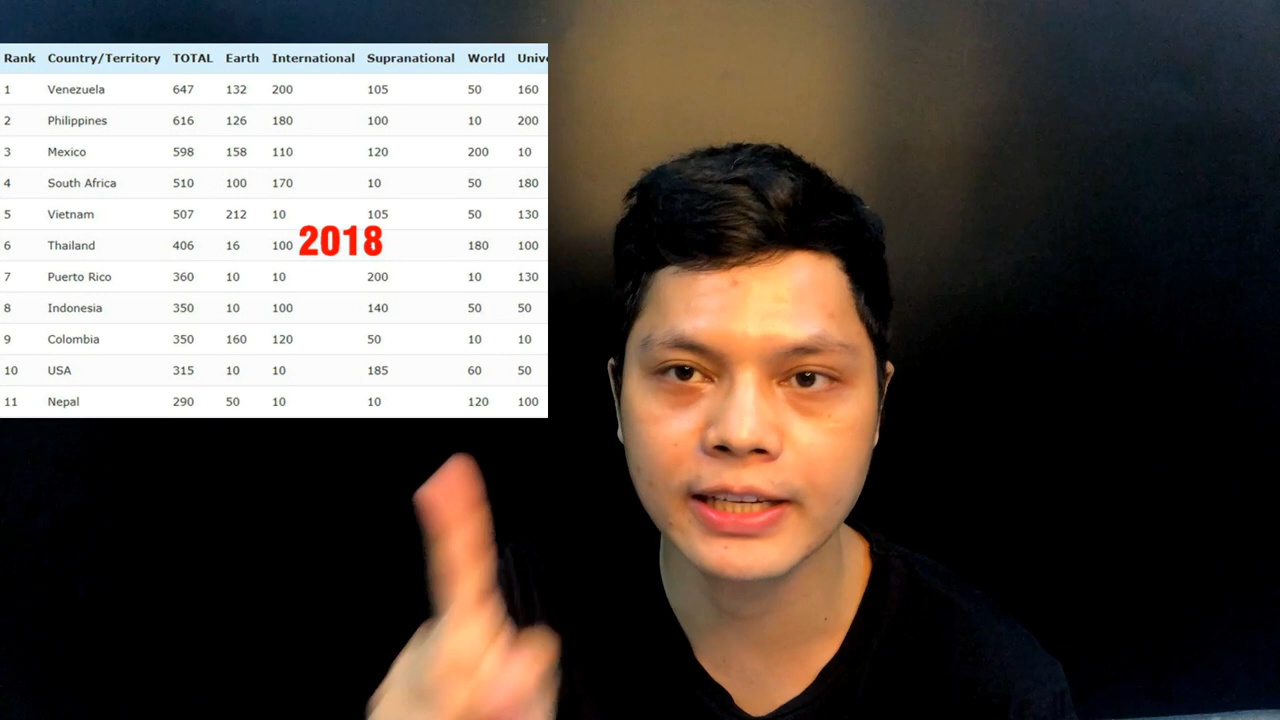 Rank Country/Territory TOTAL Earth International Supranational World Unive
1 Venezuela 647 132 200 105 50 160
2 Philippines 616 126 180 100 10 200
3 Mexico 598 158 110 120 200 10
4 South Africa 510 100 170 10 50 180
5 Vietnam 507 212 10 105 50 130
6 Thailand 406 16 100 2018 180 100
7 Puerto Rico 360 10 10 200 10 130
8 Indonesia 350 10 100 140 50 50
9 Colombia 350 160 120 50 10 10
10 USA 315 10 10 185 60 50
11 Nepal 290 50 10 10 120 100